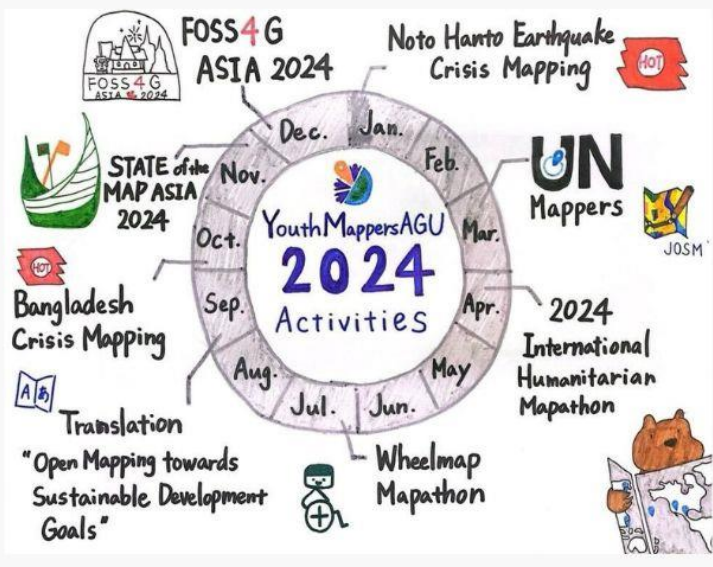 FOSS4G
ASIA 2024
FOSS4G
ASIA 2024
Noto Hanto Earthquake
Crisis Mapping
HOT
Dec.
Jan.
Feb.
Mar.
Apr.
May
Jun.
Jul.
Aug.
Sep.
Oct.
Nov.
STATE of the
MAP ASIA
2024
UN
Mappers
JOSM
YouthMappersAGU
2024
Activities
HOT
Bangladesh
Crisis Mapping
2024
International
Humanitarian
Mapathon
A あ
Translation
"Open Mapping towards
Sustainable Development
Goals"
Wheelmap
Mapathon